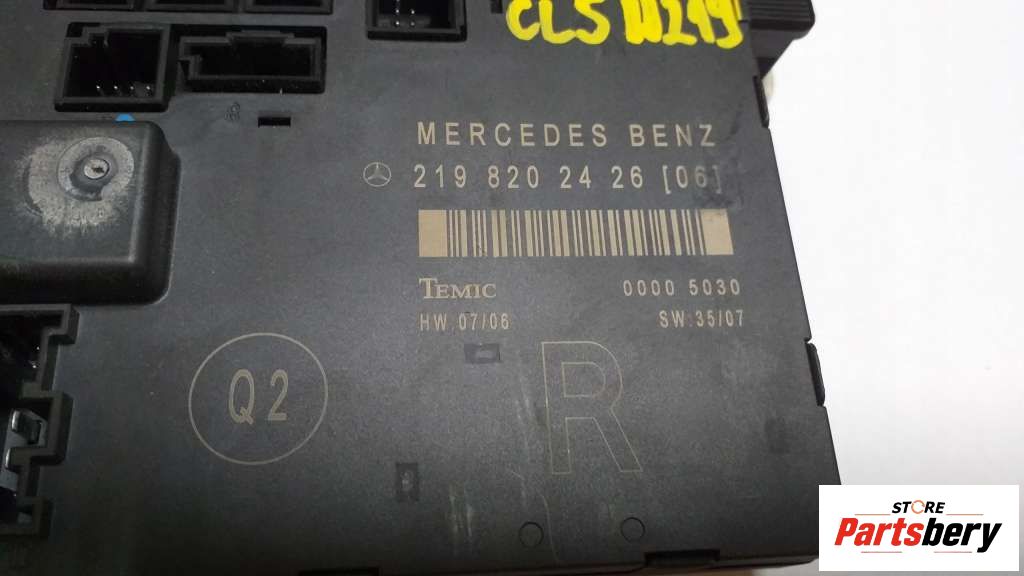 CLS W219
MERCEDES BENZ
219 820 24 26 [06]
TEMIC 0000 5030
HW:07/06 SW:35/07
Q2
R
STORE
Partsbery